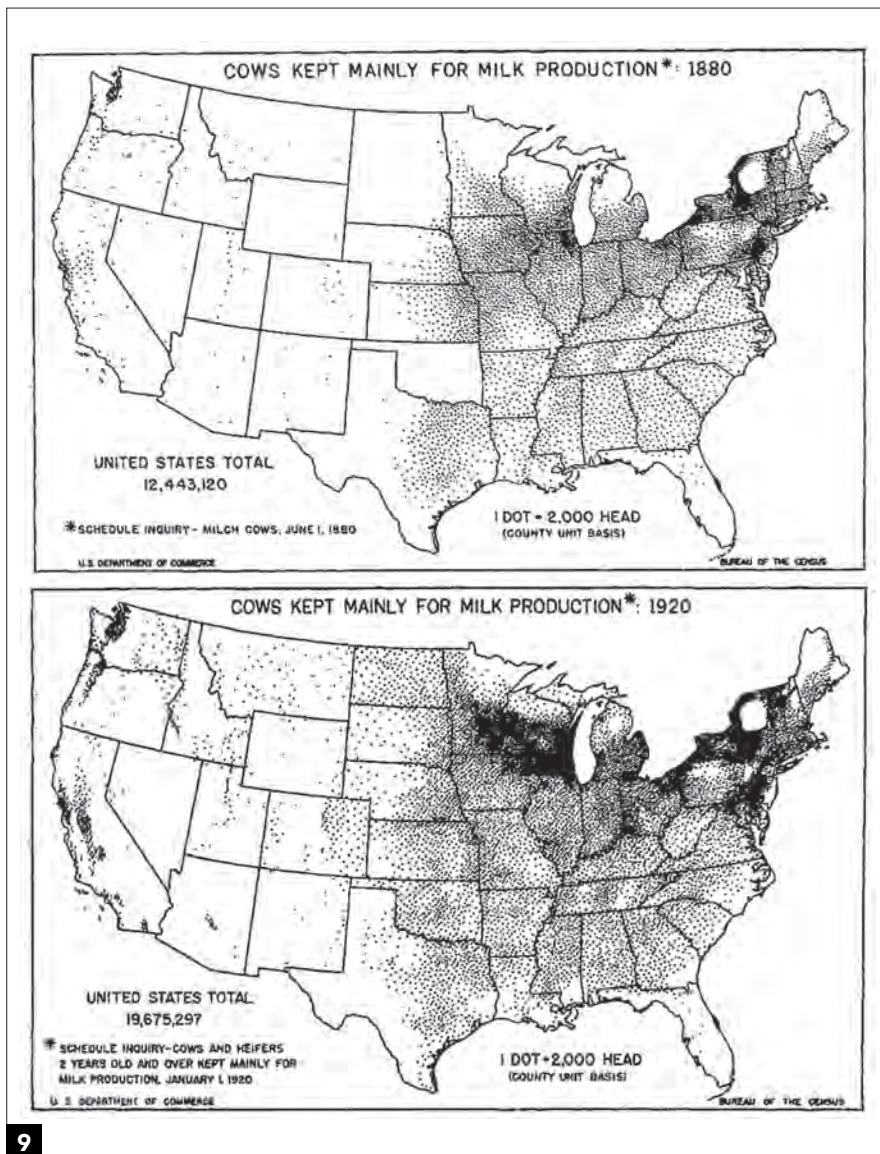 COWS KEPT MAINLY FOR MILK PRODUCTION*: 1880
UNITED STATES TOTAL
12,443,120
1 DOT = 2,000 HEAD
(COUNTY UNIT BASIS)
*SCHEDULE INQUIRY - MILCH COWS, JUNE 1, 1880
U.S. DEPARTMENT OF COMMERCE
BUREAU OF THE CENSUS
COWS KEPT MAINLY FOR MILK PRODUCTION*: 1920
UNITED STATES TOTAL
19,675,297
* SCHEDULE INQUIRY-COWS AND HEIFERS
2 YEARS OLD AND OVER KEPT MAINLY FOR
MILK PRODUCTION, JANUARY 1, 1920
1 DOT = 2,000 HEAD
(COUNTY UNIT BASIS)
U. S. DEPARTMENT OF COMMERCE
BUREAU OF THE CENSUS
9